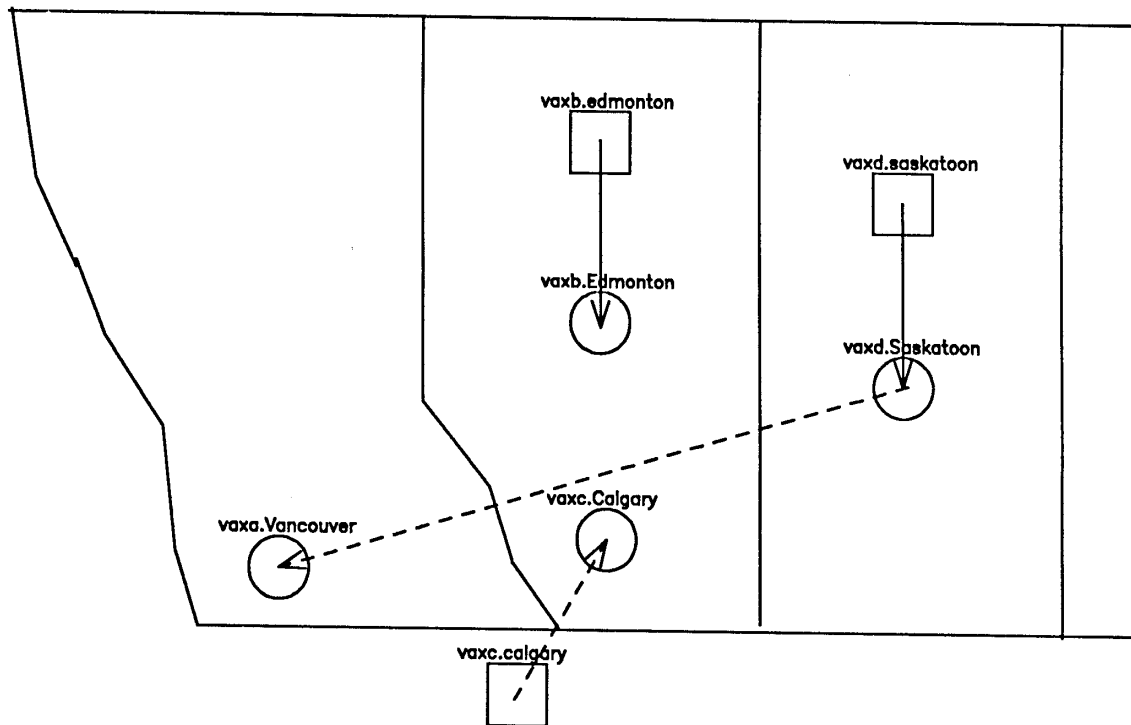 vaxb.edmonton
vaxd.saskatoon
vaxb.Edmonton
vaxd.Saskatoon
vaxc.Calgary
vaxa.Vancouver
vaxc.calgary